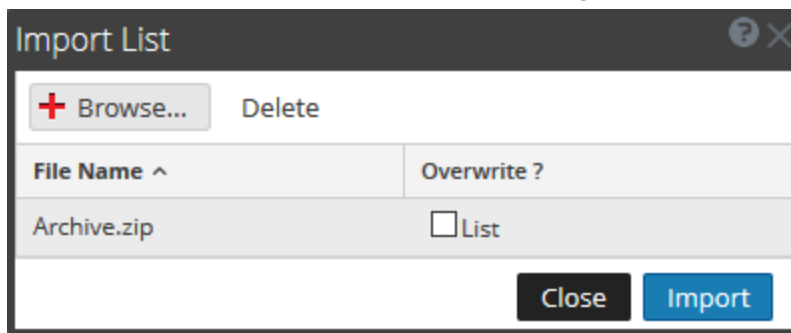 Import List
Browse... Delete
File Name Overwrite ?
Archive.zip List
Close Import